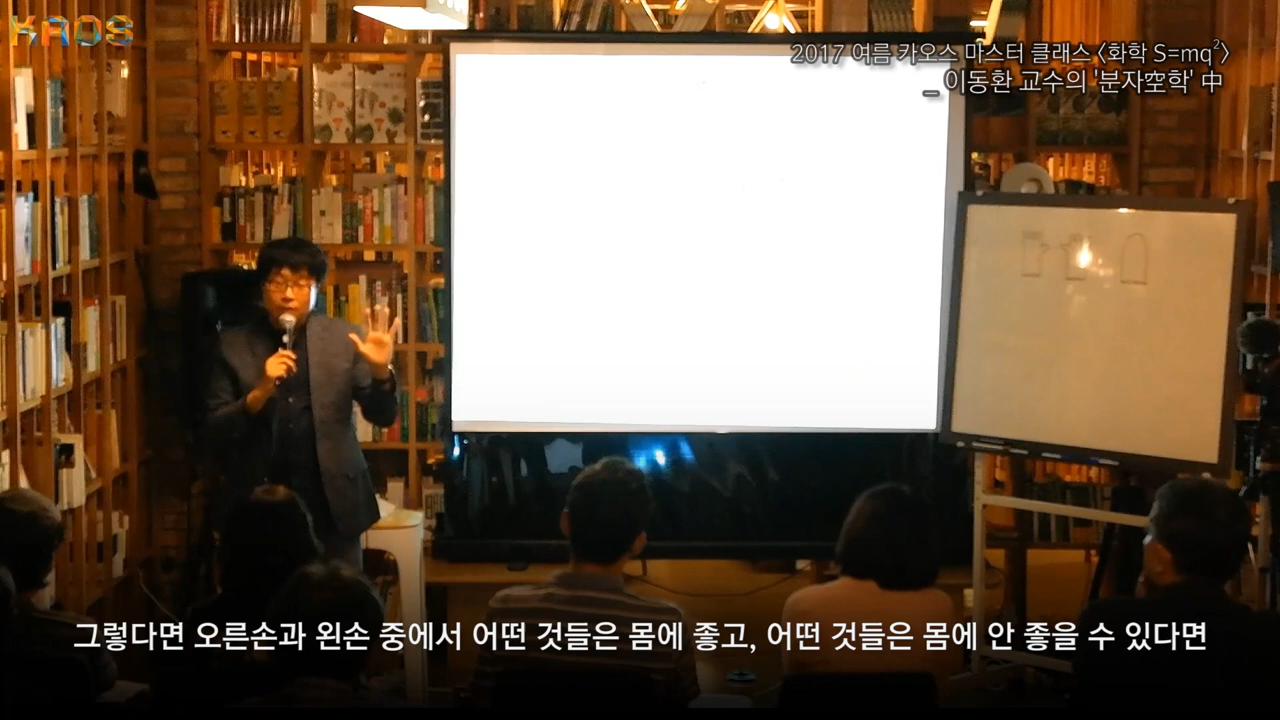 KAOS
2017 여름 카오스 마스터 클래스 <화학 S=mq²>
_ 이동환 교수의 '분자空학' 中
그렇다면 오른손과 왼손 중에서 어떤 것들은 몸에 좋고, 어떤 것들은 몸에 안 좋을 수 있다면